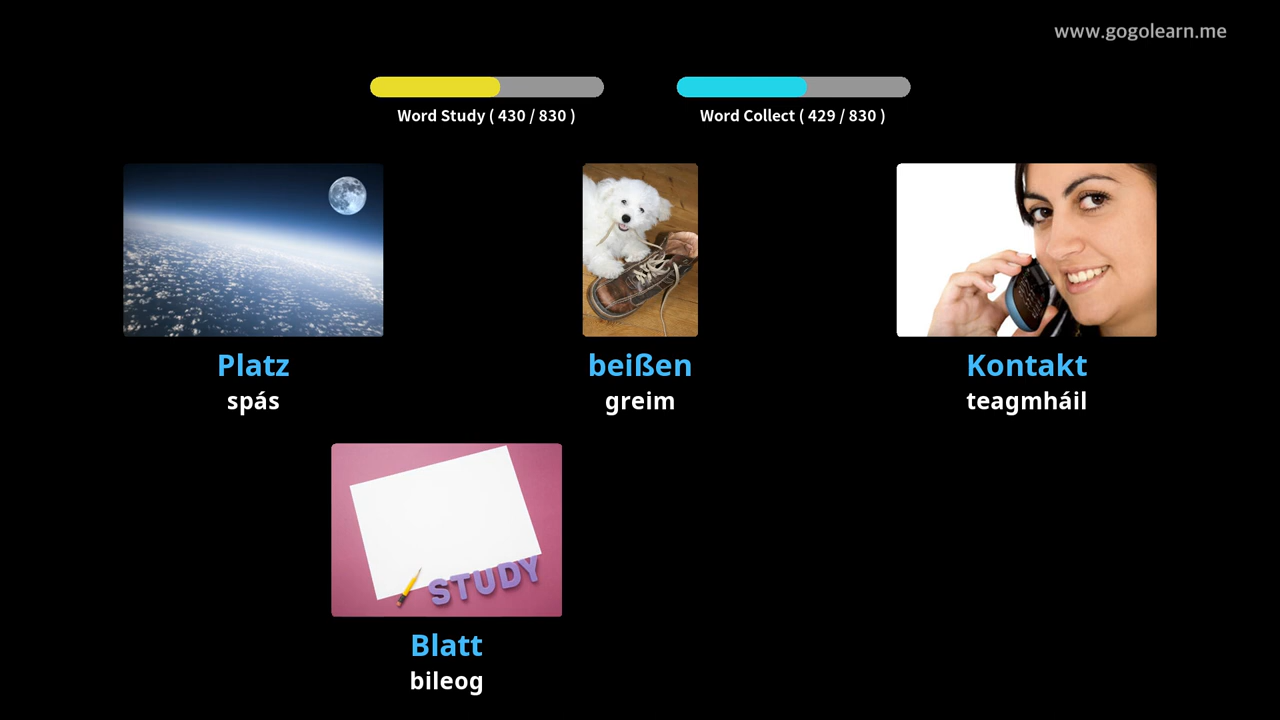 www.gogolearn.me
Word Study ( 430 / 830 )
Word Collect ( 429 / 830 )
Platz
spás
beißen
greim
Kontakt
teagmháil
STUDY
Blatt
bileog